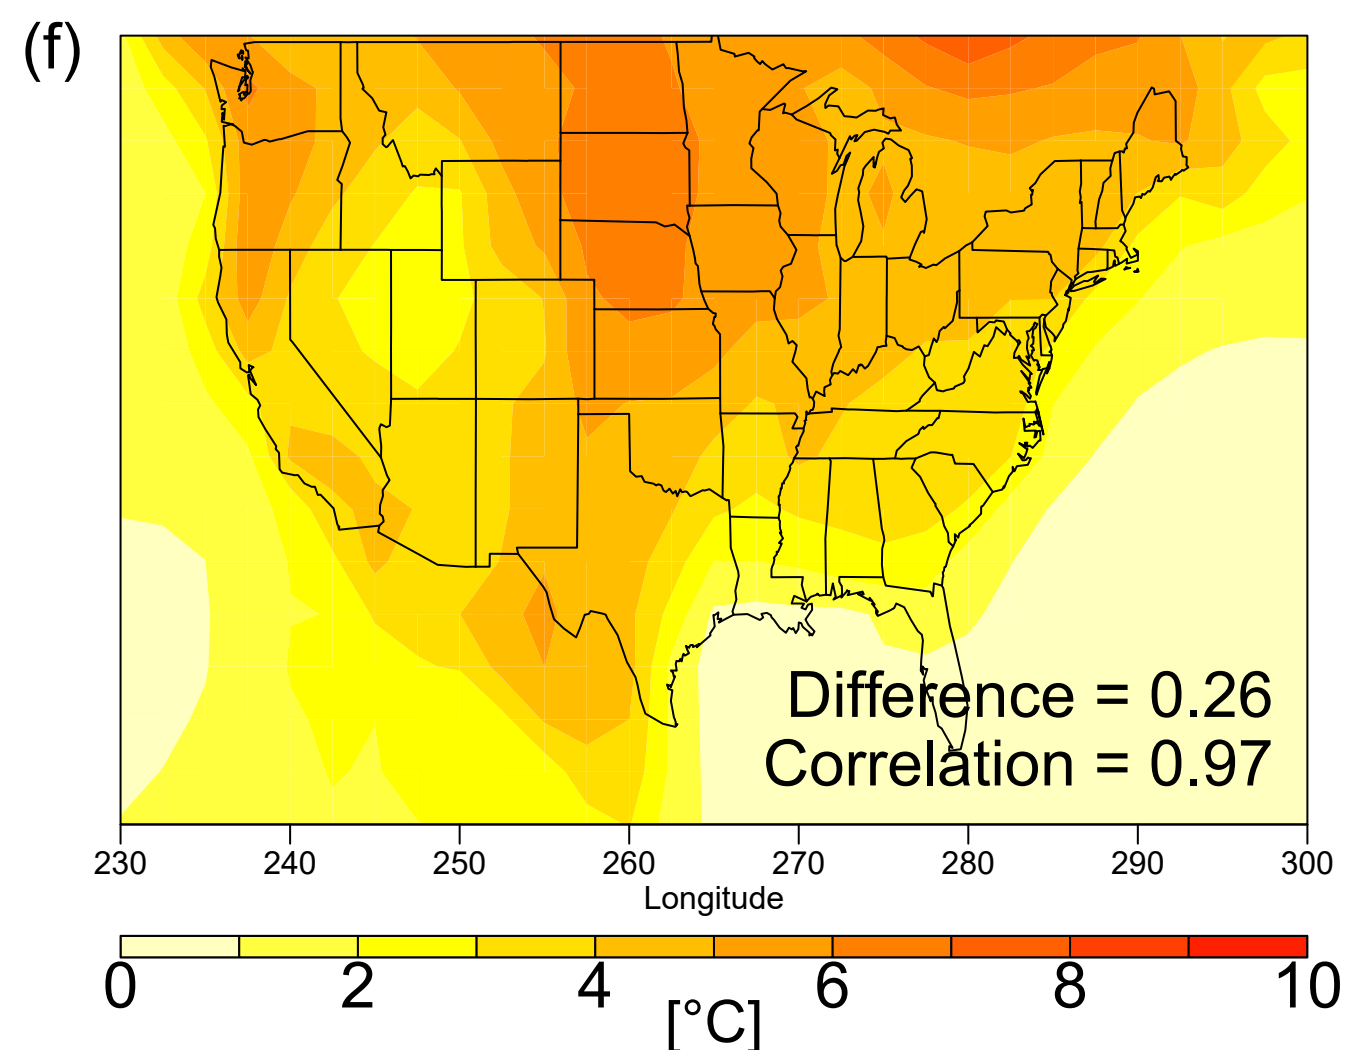 (f)
Difference = 0.26
Correlation = 0.97
230 240 250 260 270 280 290 300
Longitude
0 2 4 6 8 10
[°C]